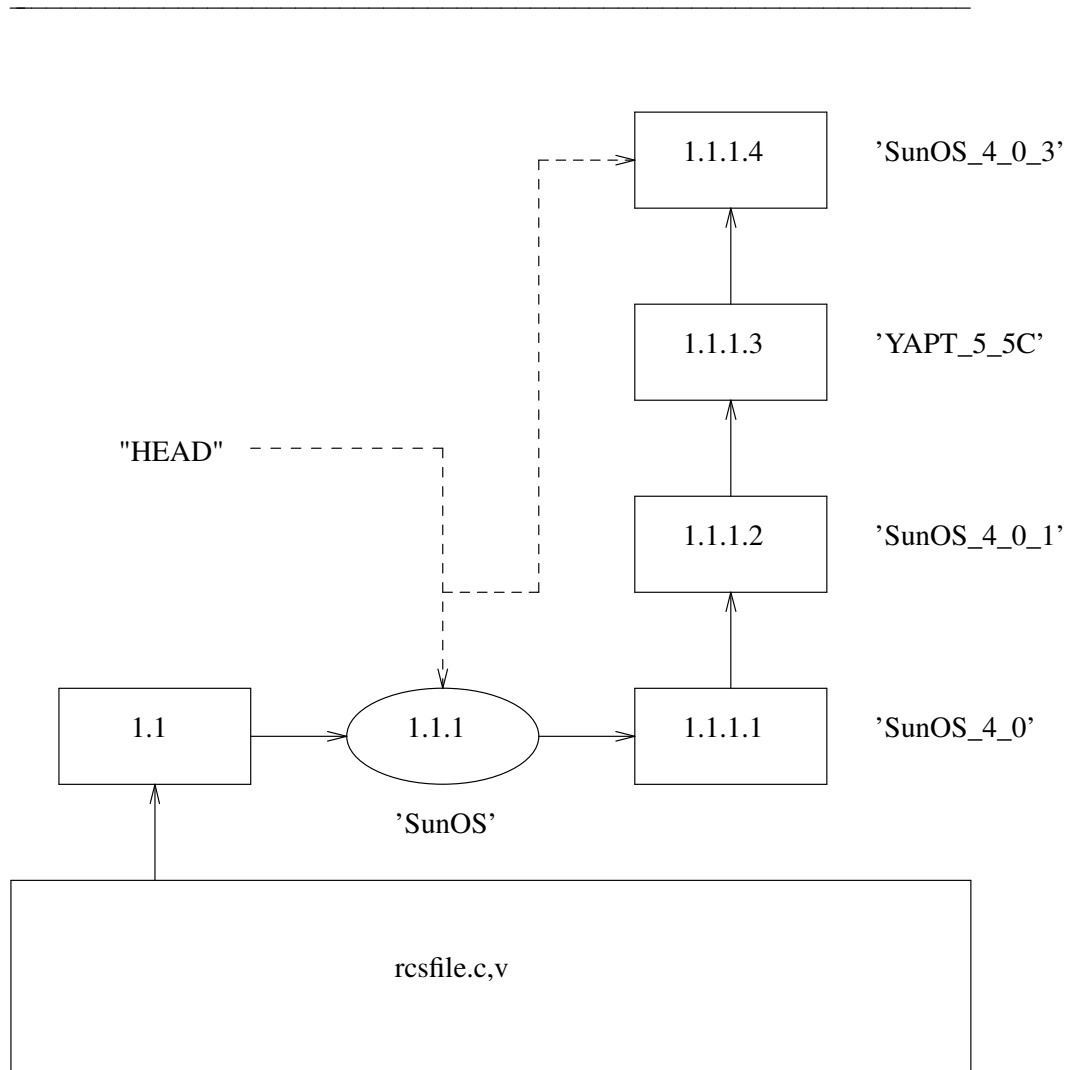 1.1.1.4 ’SunOS_4_0_3’
1.1.1.3 ’YAPT_5_5C’
"HEAD"
1.1.1.2 ’SunOS_4_0_1’
1.1 1.1.1 1.1.1.1 ’SunOS_4_0’
’SunOS’
rcsfile.c,v